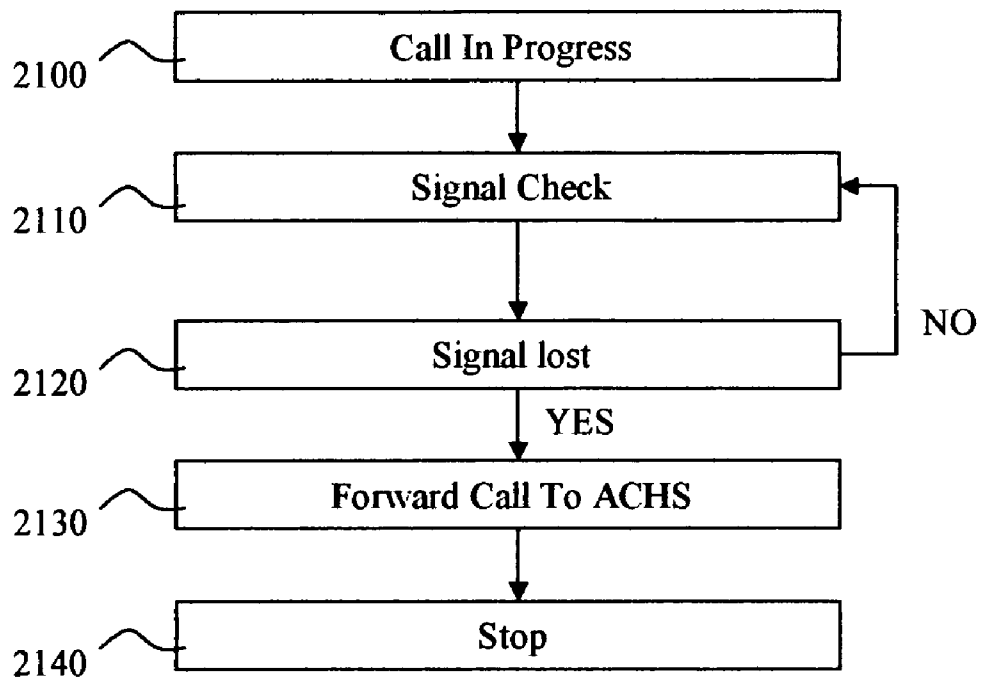 Call In Progress
2100
Signal Check
2110
NO
Signal lost
2120
YES
Forward Call To ACHS
2130
Stop
2140